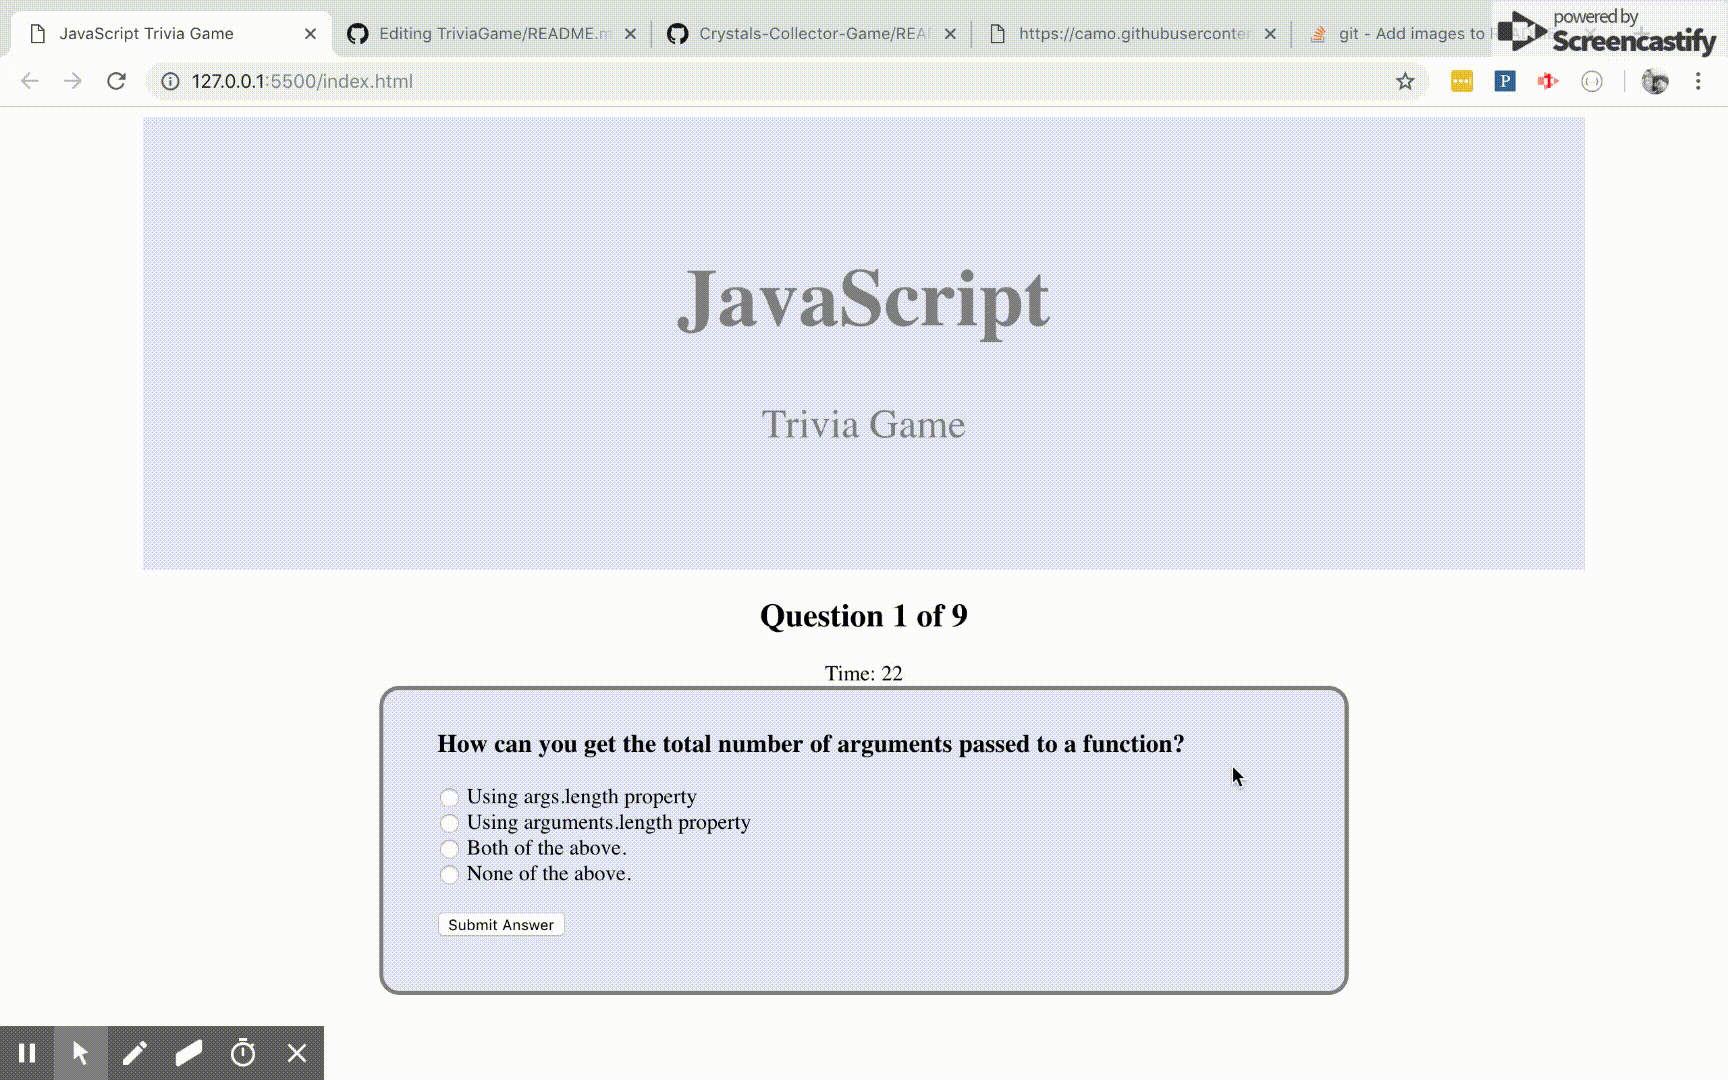 JavaScript Trivia Game
Editing TriviaGame/README.m
Crystals-Collector-Game/REA
https://camo.githubusercontent
git - Add images to
powered by
Screencastify
127.0.0.1:5500/index.html
P
JavaScript
Trivia Game
Question 1 of 9
Time: 22
How can you get the total number of arguments passed to a function?
Using args.length property
Using arguments.length property
Both of the above.
None of the above.
Submit Answer